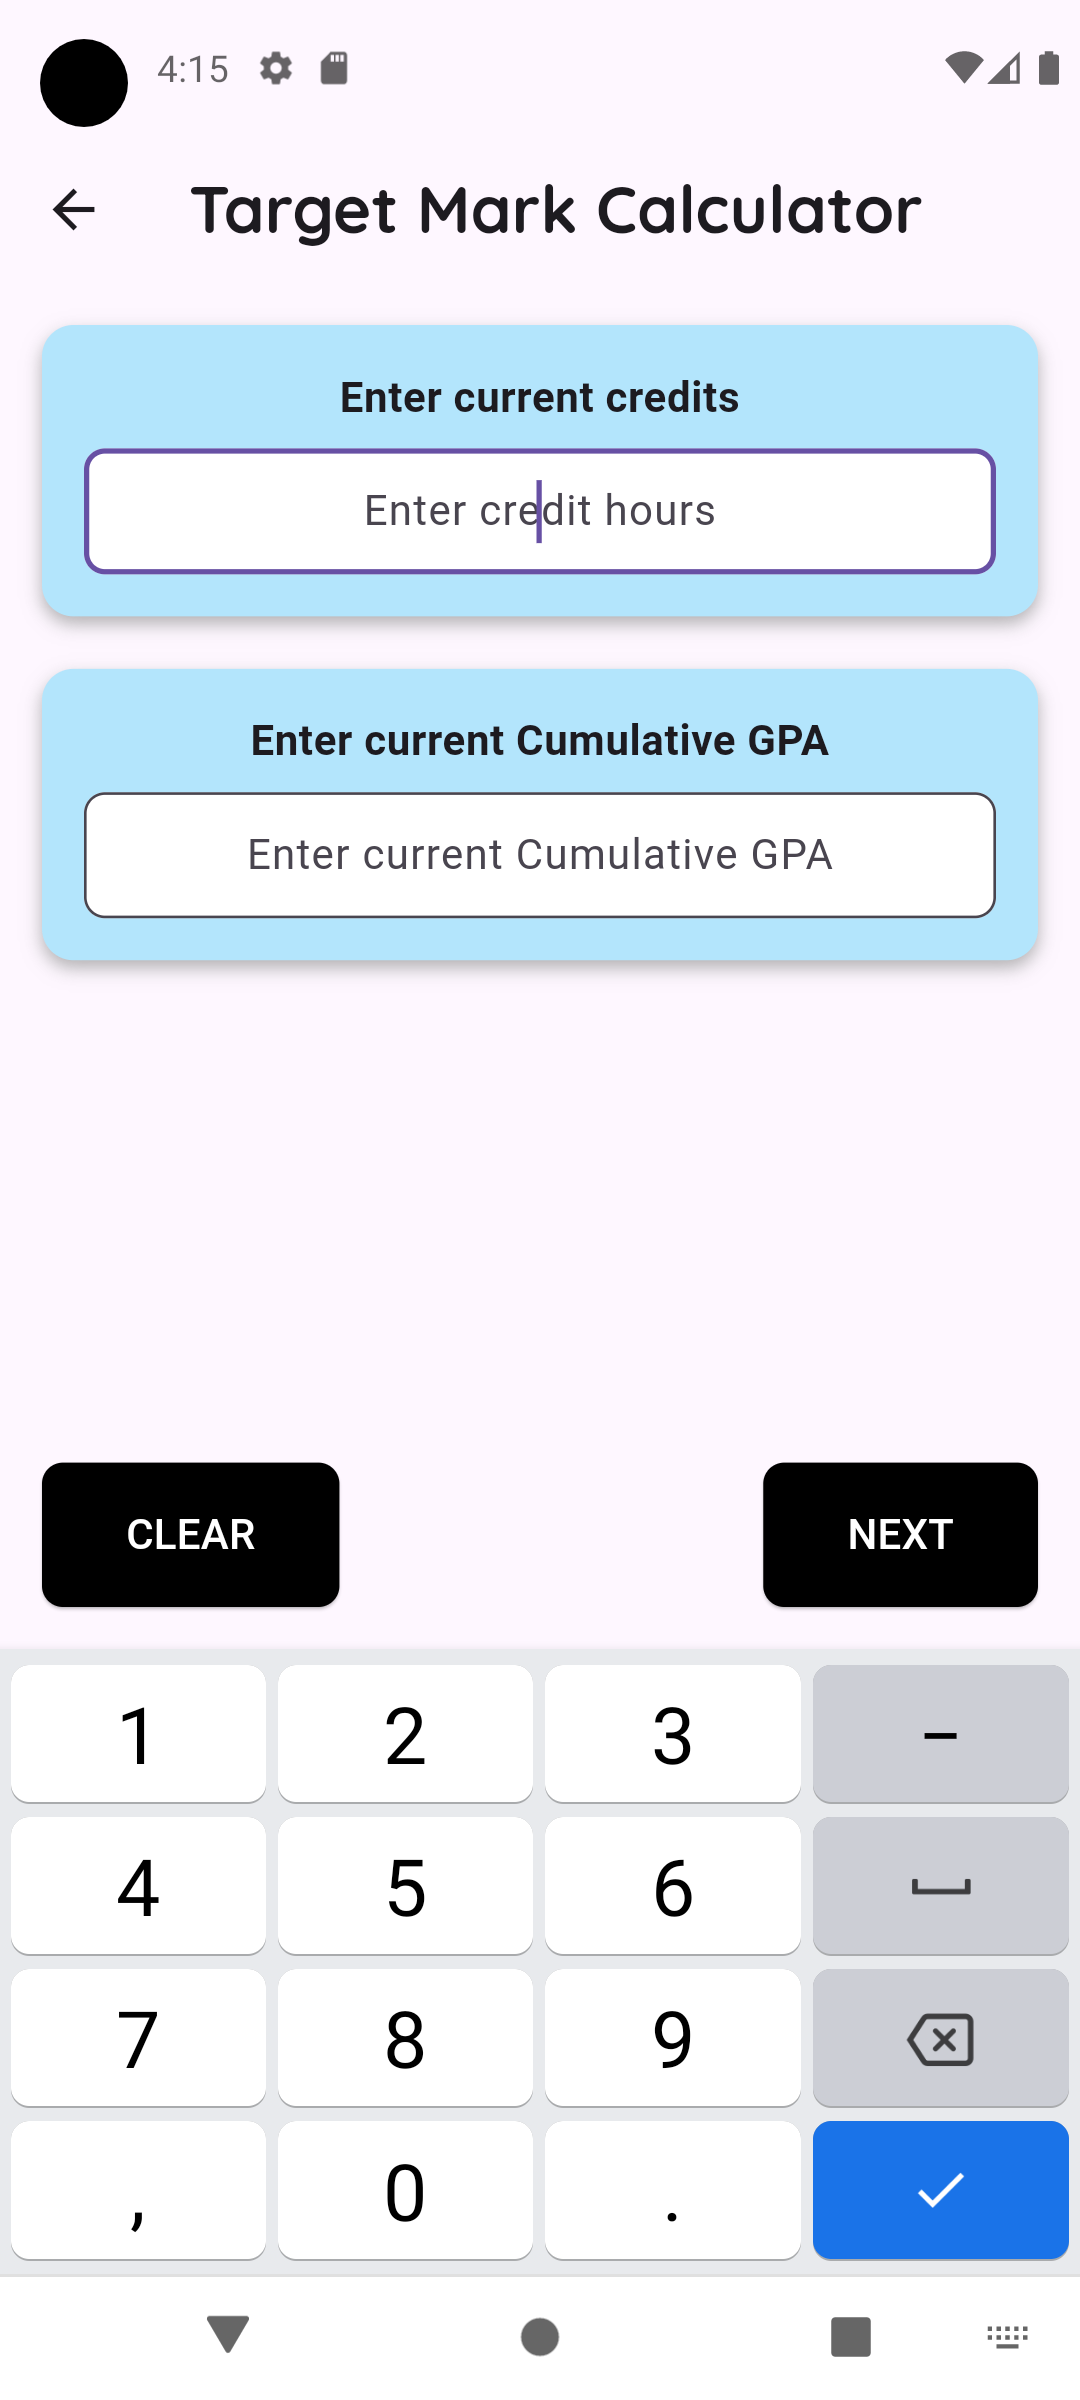 4:15
Target Mark Calculator
Enter current credits
Enter credit hours
Enter current Cumulative GPA
Enter current Cumulative GPA
CLEAR
NEXT
1 2 3 –
4 5 6
7 8 9
, 0 .